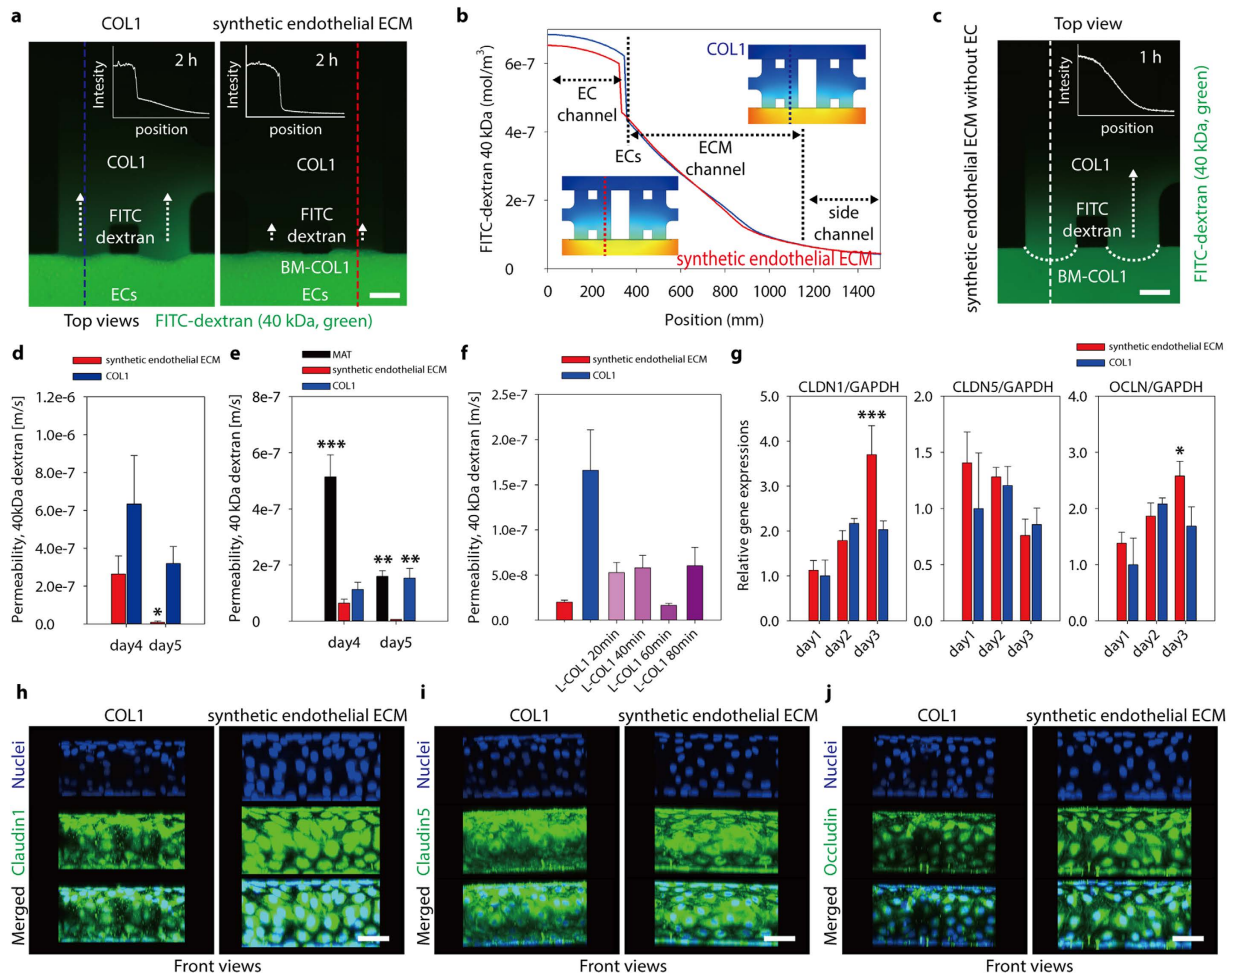 a
COL1
synthetic endothelial ECM
Intesity
2 h
position
COL1
FITC
dextran
Intesity
2 h
position
COL1
FITC
dextran
BM-COL1
ECs
ECs
Top views
FITC-dextran (40 kDa, green)
b
FITC-dextran 40 kDa (mol/m³)
6e-7
4e-7
2e-7
0
COL1
EC
channel
ECs
ECM
channel
side
channel
synthetic endothelial ECM
0 200 400 600 800 1000 1200 1400
Position (mm)
c
Top view
synthetic endothelial ECM without EC
Intesity
1 h
position
COL1
FITC
dextran
BM-COL1
FITC-dextran (40 kDa, green)
d
synthetic endothelial ECM
COL1
Permeability, 40kDa dextran [m/s]
1.2e-6
1.0e-6
8.0e-7
6.0e-7
4.0e-7
2.0e-7
0.0
*
day4 day5
e
MAT
synthetic endothelial ECM
COL1
Permeability, 40 kDa dextran [m/s]
8e-7
6e-7
4e-7
2e-7
0
***
** **
day4 day5
f
synthetic endothelial ECM
COL1
Permeability, 40 kDa dextran [m/s]
2.5e-7
2.0e-7
1.5e-7
1.0e-7
5.0e-8
0.0
L-COL1 20min
L-COL1 40min
L-COL1 60min
L-COL1 80min
g
synthetic endothelial ECM
COL1
Relative gene expressions
CLDN1/GAPDH
5.0
4.0
3.0
2.0
1.0
0.0
***
day1 day2 day3
CLDN5/GAPDH
2.0
1.5
1.0
0.5
0.0
day1 day2 day3
OCLN/GAPDH
4.0
3.0
2.0
1.0
0.0
*
day1 day2 day3
h
COL1
synthetic endothelial ECM
Nuclei
Claudin1
Merged
Front views
i
COL1
synthetic endothelial ECM
Nuclei
Claudin5
Merged
Front views
j
COL1
synthetic endothelial ECM
Nuclei
Occludin
Merged
Front views